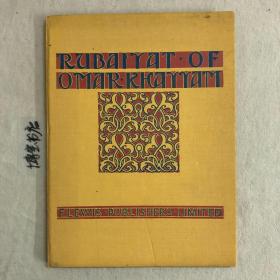 RUBAIYAT · OF
OMAR · KHAYYAM
F. LEWIS PUBLISHERS LIMITED